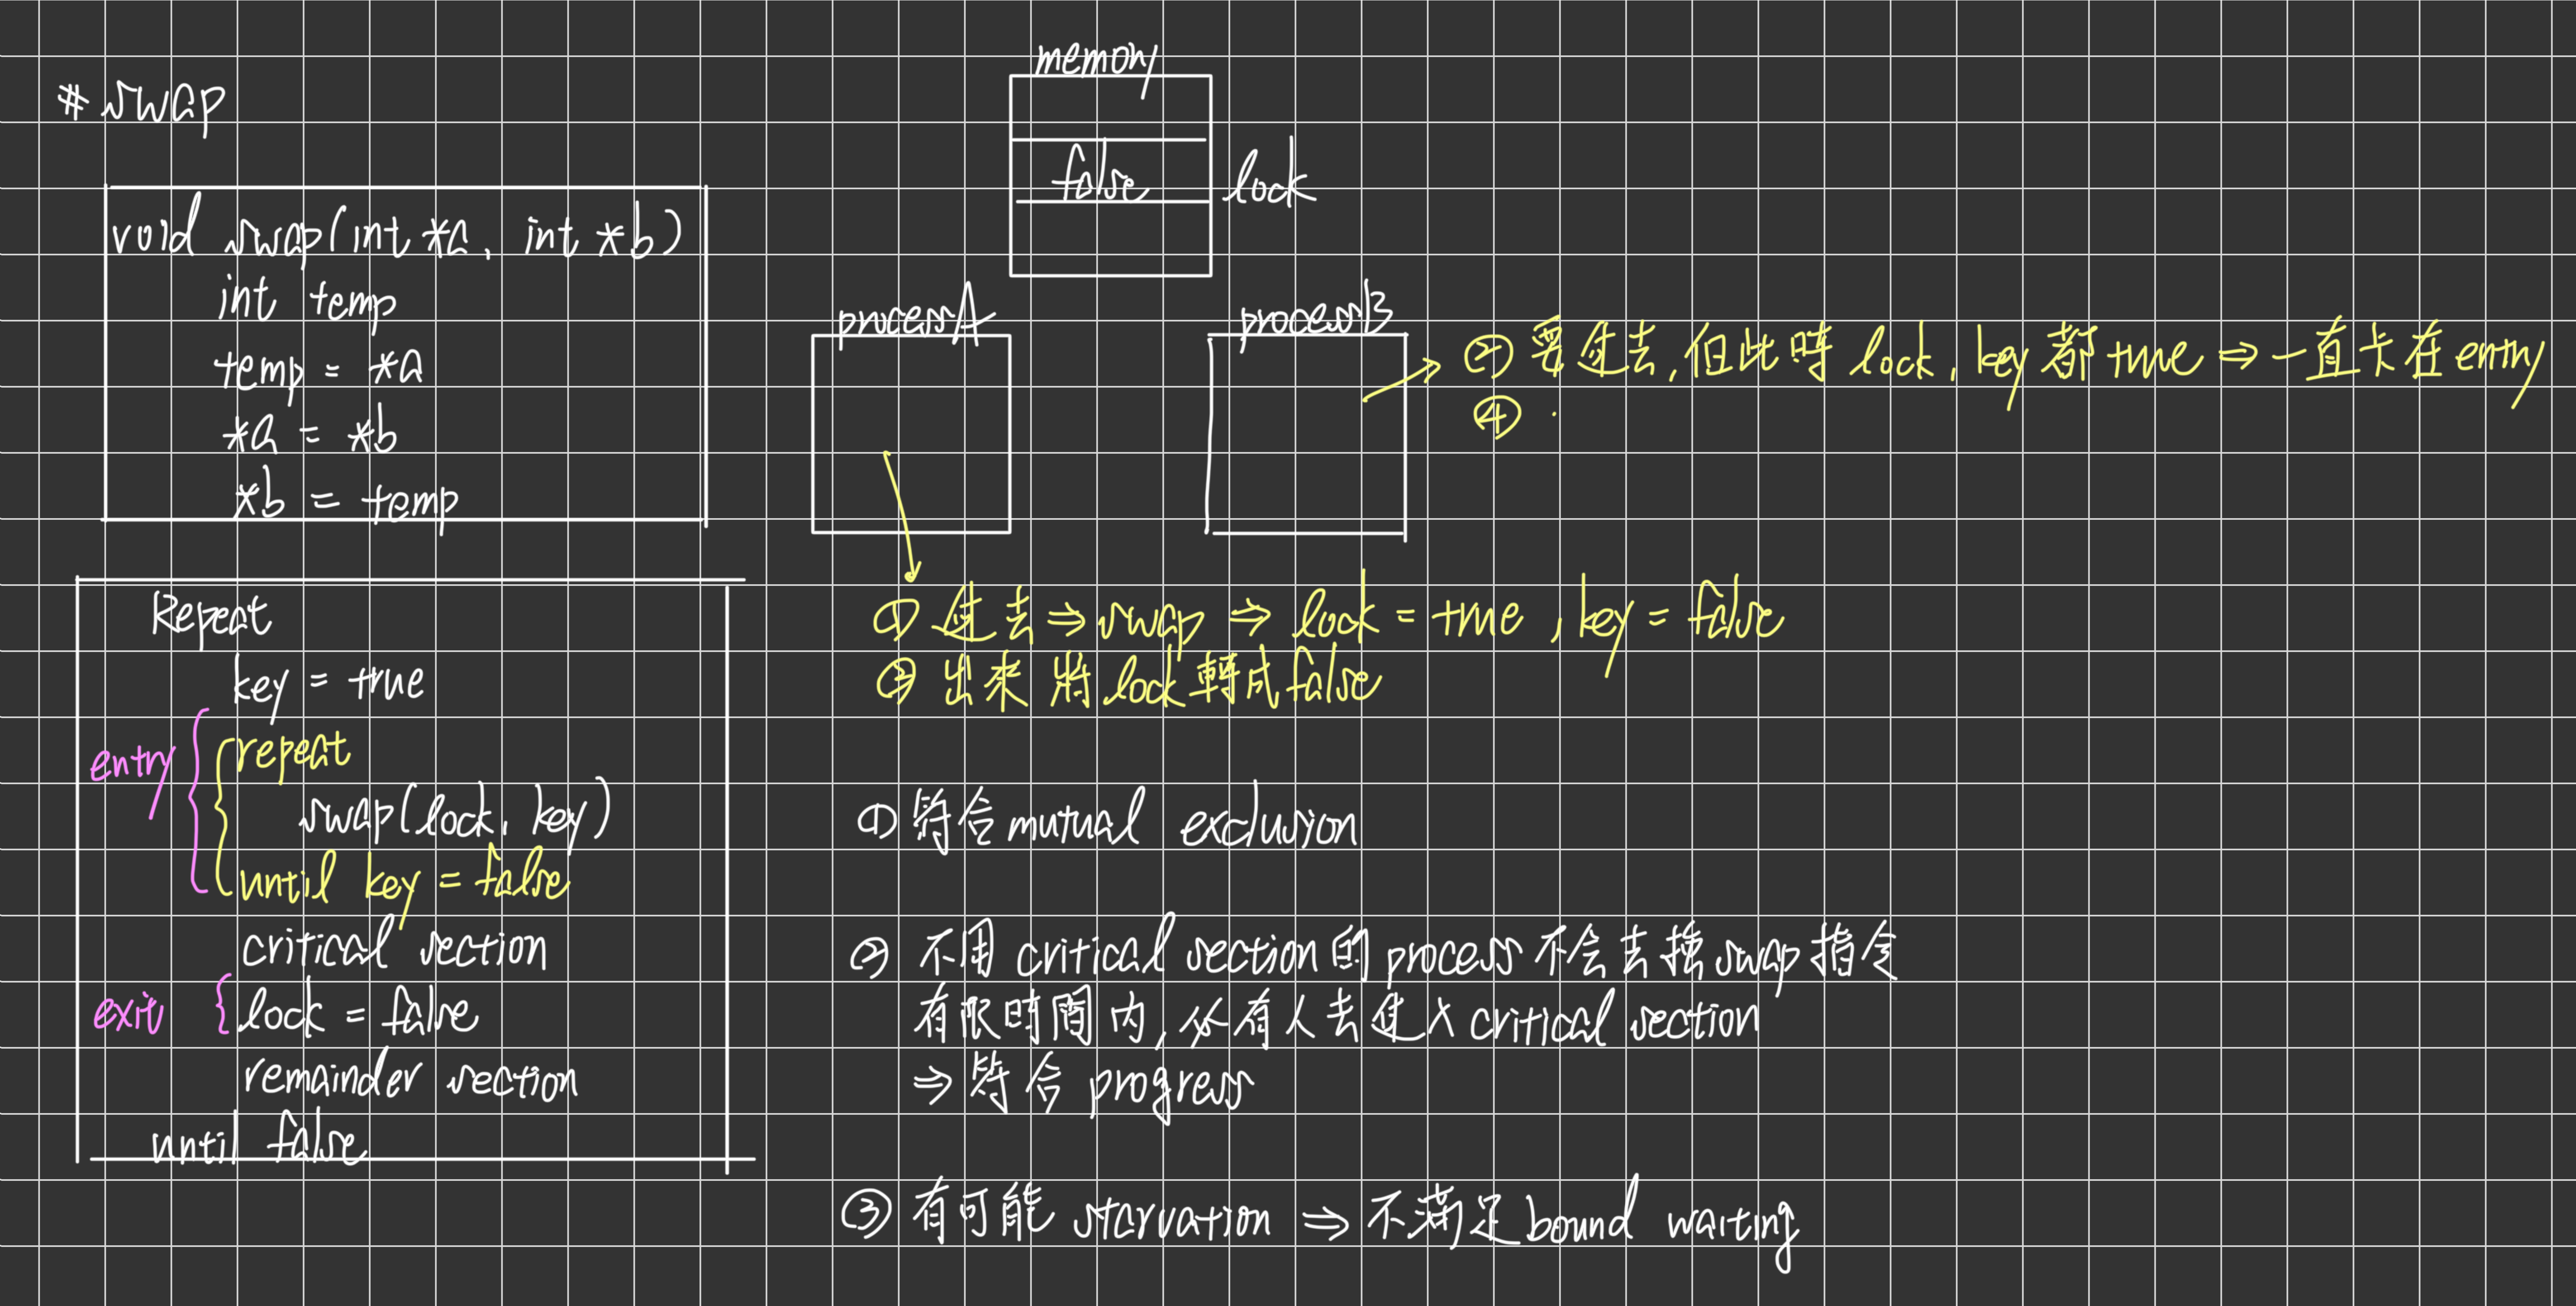 # swap
void swap(int *a, int *b)
int temp
temp = *a
*a = *b
*b = temp
Repeat
key = true
entry
repeat
swap(lock, key)
until key = false
critical section
exit
lock = false
remainder section
until false
memory
false
lock
processA
processB
② 要進去,但此時 lock, key 都 true ⇒ 一直卡在 entry
④ .
① 進去 ⇒ swap ⇒ lock = true , key = false
③ 出來 將 lock 轉成 false
① 符合 mutual exclusion
② 不用 critical section 的 process 不会去搶 swap 指令
有限時間內, 必有人去進入 critical section
⇒ 符合 progress
③ 有可能 starvation ⇒ 不滿足 bound waiting